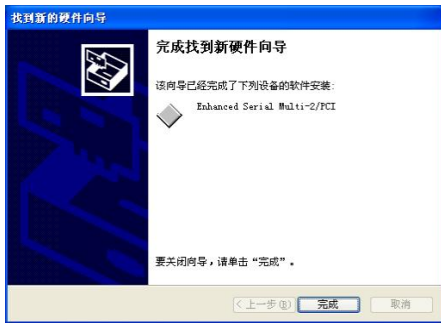 找到新的硬件向导
完成找到新硬件向导
该向导已经完成了下列设备的软件安装:
Enhanced Serial Multi-2/PCI
要关闭向导，请单击“完成”。
< 上一步(B)
完成
取消